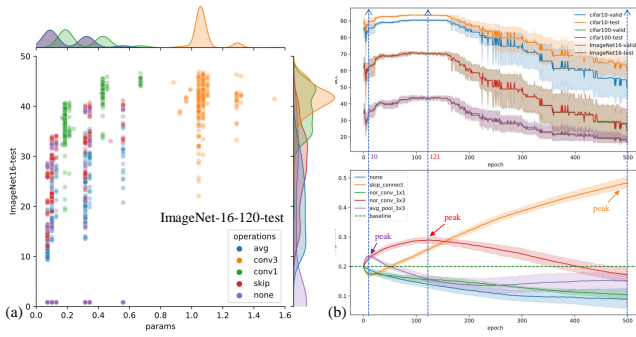 50
40
30
20
10
0
ImageNet16-test
ImageNet-16-120-test
operations
avg
conv3
conv1
skip
none
0.0 0.2 0.4 0.6 0.8 1.0 1.2 1.4 1.6
params
(a)
90
80
70
60
50
40
30
20
cifar10-valid
cifar10-test
cifar100-valid
cifar100-test
ImageNet16-valid
ImageNet16-test
0 10 100 121 200 300 400 500
epoch
0.5
0.4
0.3
0.2
0.1
none
skip_connect
nor_conv_1x1
nor_conv_3x3
avg_pool_3x3
baseline
peak
peak
peak
0 100 200 300 400 500
epoch
(b)